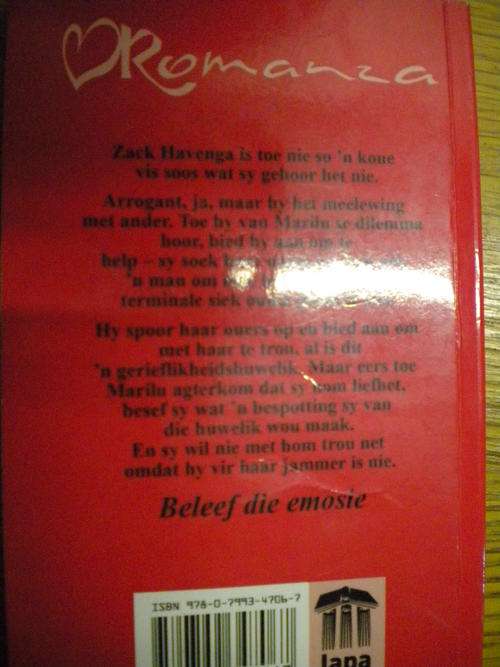 Romanza
Zack Havenga is toe nie so 'n koue
vis soos wat sy gehoor het nie.
Arrogant, ja, maar hy het meelewing
met ander. Toe hy van Marilu se dilemma
hoor, bied hy aan om te
help – sy soek haar
'n man om
terminale siek
Hy spoor haar ouers op en bied aan om
met haar te trou, al is dit
'n gerieflikheidshuwelik. Maar eers toe
Marilu agterkom dat sy hom liefhet,
besef sy wat 'n bespotting sy van
die huwelik wou maak.
En sy wil nie met hom trou net
omdat hy vir haar jammer is nie.
Beleef die emosie
ISBN 978-0-7993-4706-7
Japa